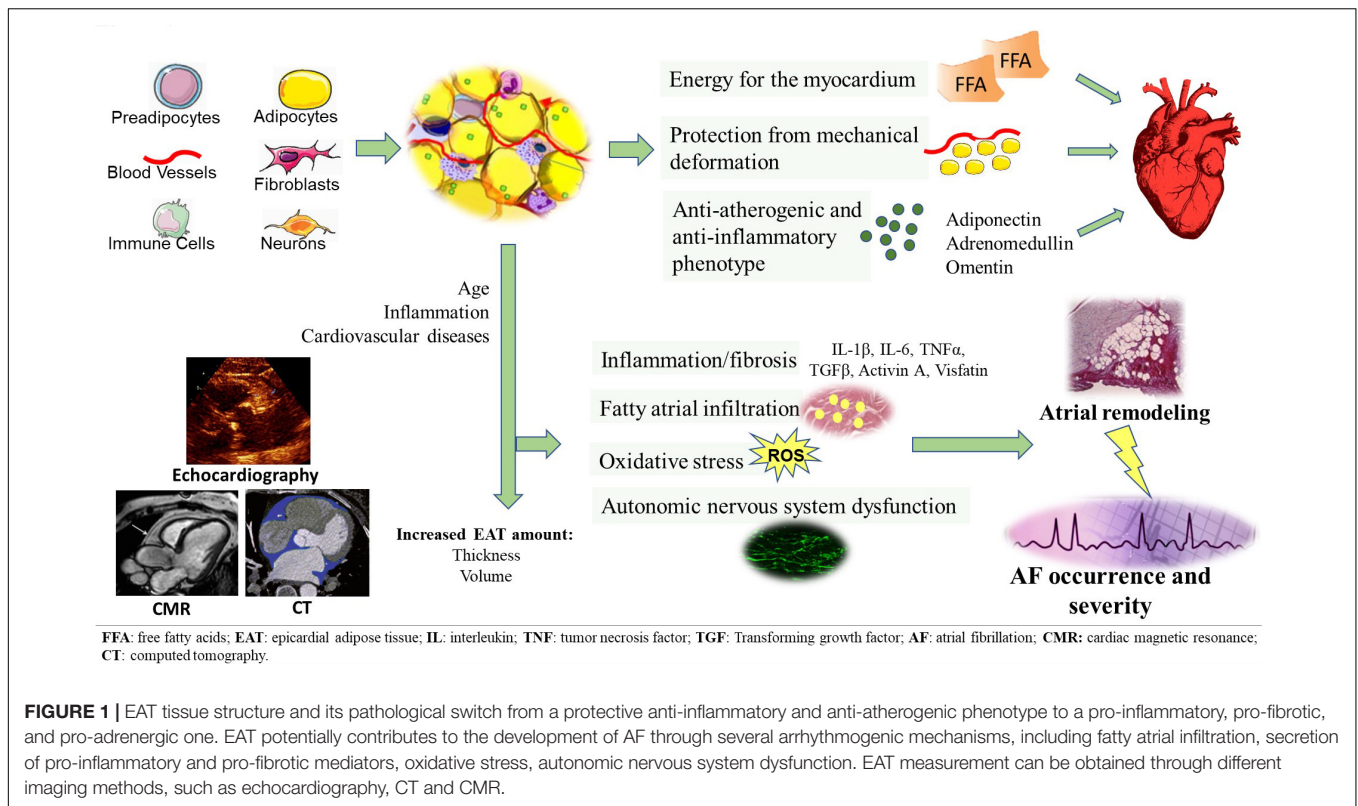 Preadipocytes
Adipocytes
Blood Vessels
Fibroblasts
Immune Cells
Neurons
Energy for the myocardium
FFA
FFA
Protection from mechanical
deformation
Anti-atherogenic and
anti-inflammatory
phenotype
Adiponectin
Adrenomedullin
Omentin
Age
Inflammation
Cardiovascular diseases
Echocardiography
CMR
CT
Increased EAT amount:
Thickness
Volume
Inflammation/fibrosis
IL-1β, IL-6, TNFα,
TGFβ, Activin A, Visfatin
Fatty atrial infiltration
Oxidative stress
ROS
Autonomic nervous system dysfunction
Atrial remodeling
AF occurrence and
severity
FFA: free fatty acids; EAT: epicardial adipose tissue; IL: interleukin; TNF: tumor necrosis factor; TGF: Transforming growth factor; AF: atrial fibrillation; CMR: cardiac magnetic resonance;
CT: computed tomography.
FIGURE 1 | EAT tissue structure and its pathological switch from a protective anti-inflammatory and anti-atherogenic phenotype to a pro-inflammatory, pro-fibrotic,
and pro-adrenergic one. EAT potentially contributes to the development of AF through several arrhythmogenic mechanisms, including fatty atrial infiltration, secretion
of pro-inflammatory and pro-fibrotic mediators, oxidative stress, autonomic nervous system dysfunction. EAT measurement can be obtained through different
imaging methods, such as echocardiography, CT and CMR.